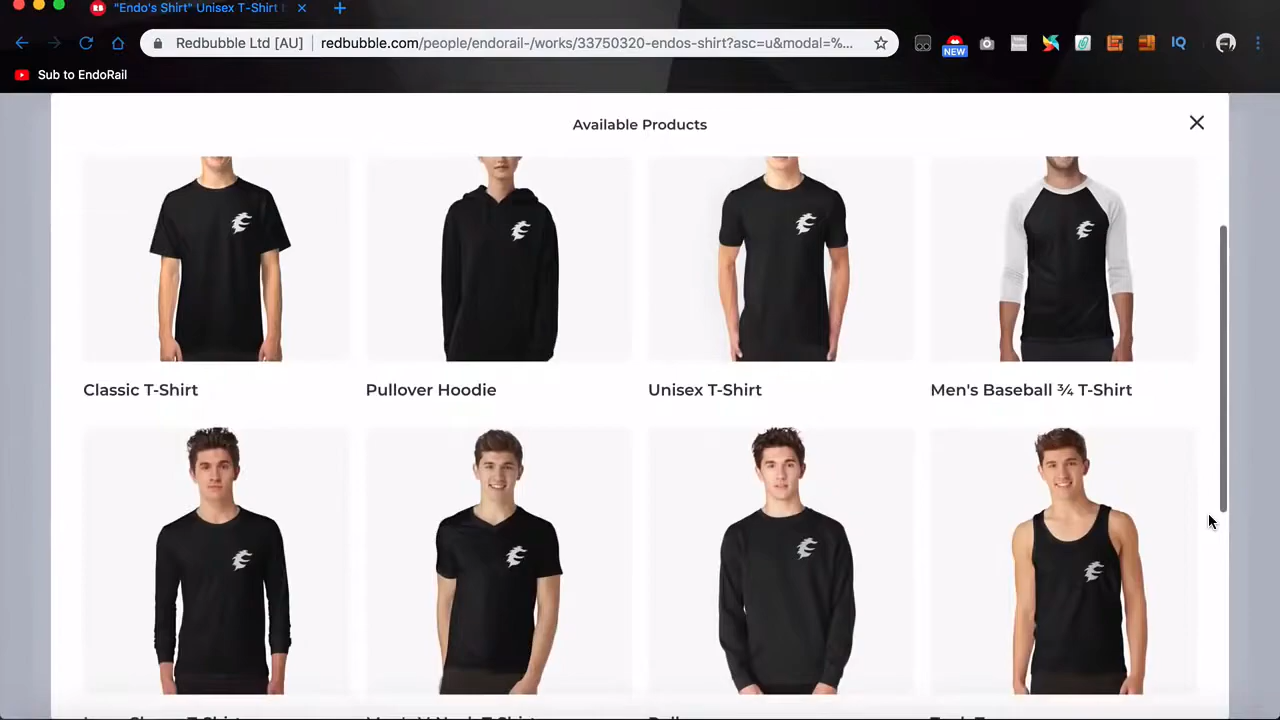 "Endo's Shirt" Unisex T-Shirt
Redbubble Ltd [AU] redbubble.com/people/endorail-/works/33750320-endos-shirt?asc=u&modal=%...
NEW
IQ
Sub to EndoRail
Available Products
Classic T-Shirt
Pullover Hoodie
Unisex T-Shirt
Men's Baseball ¾ T-Shirt